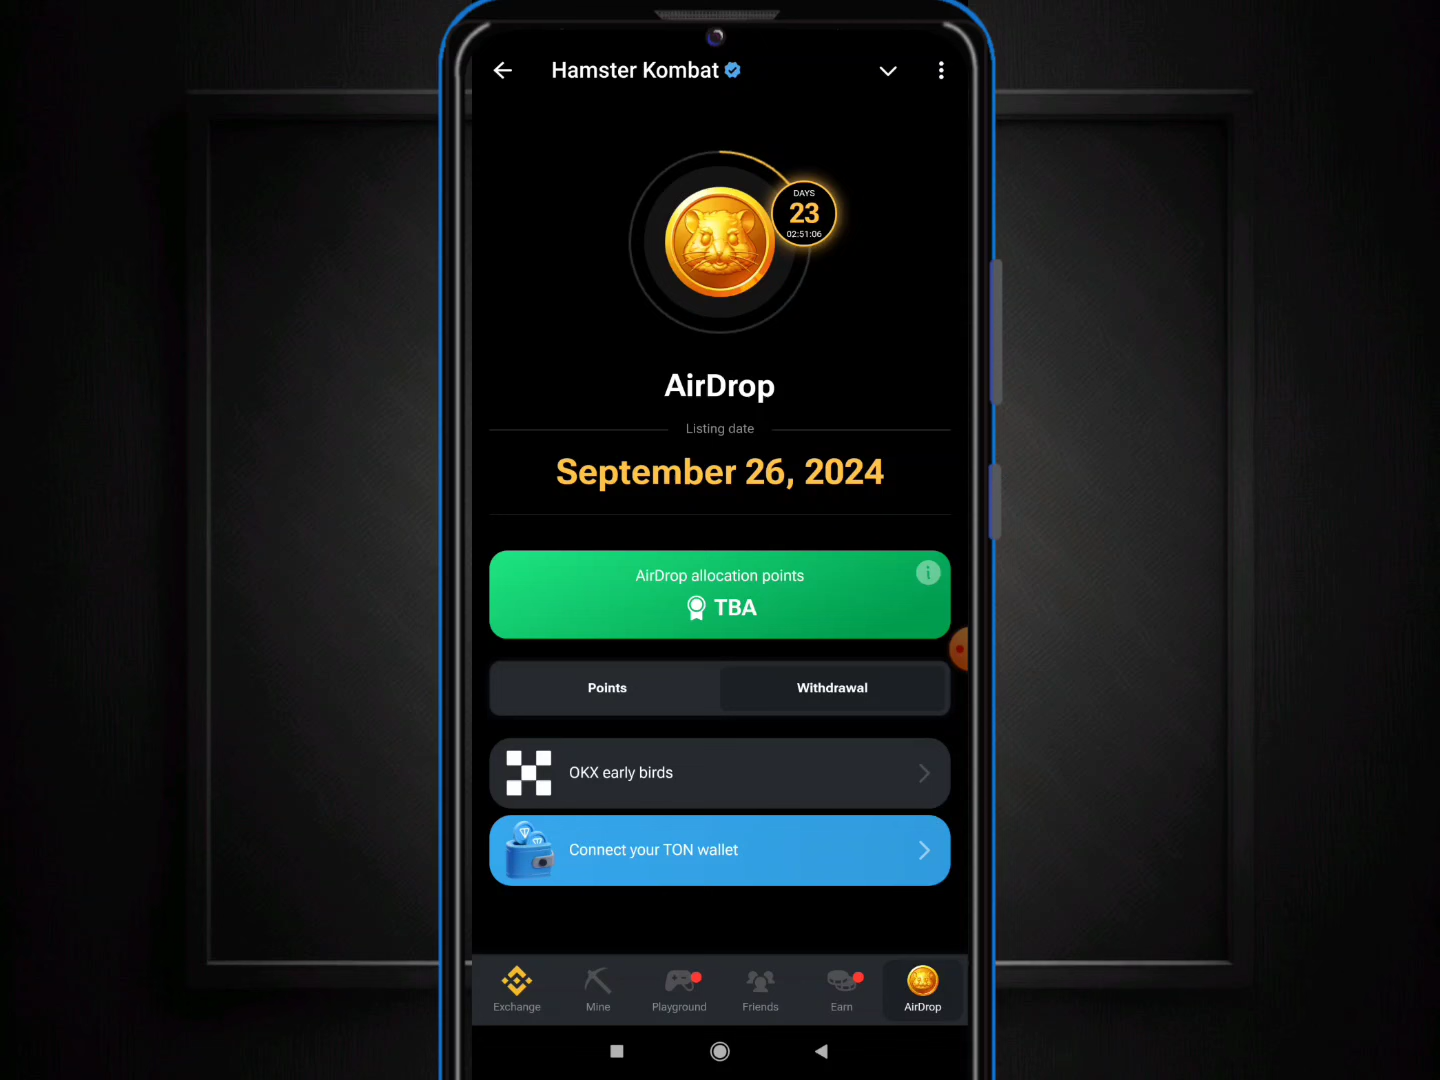 Hamster Kombat
DAYS
23
02:51:06
AirDrop
Listing date
September 26, 2024
AirDrop allocation points
TBA
Points
Withdrawal
OKX early birds
Connect your TON wallet
Exchange
Mine
Playground
Friends
Earn
AirDrop